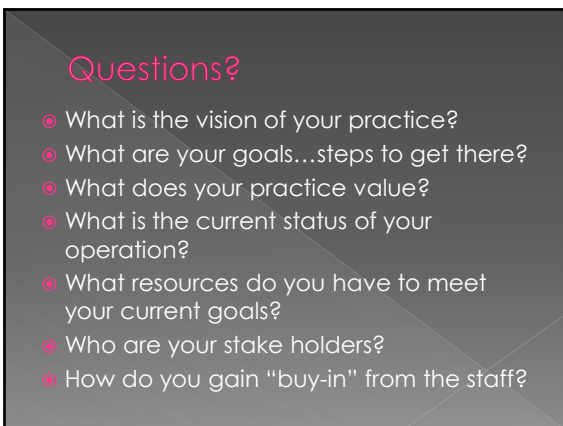 Questions?
What is the vision of your practice?
What are your goals…steps to get there?
What does your practice value?
What is the current status of your
operation?
What resources do you have to meet
your current goals?
Who are your stake holders?
How do you gain “buy-in” from the staff?